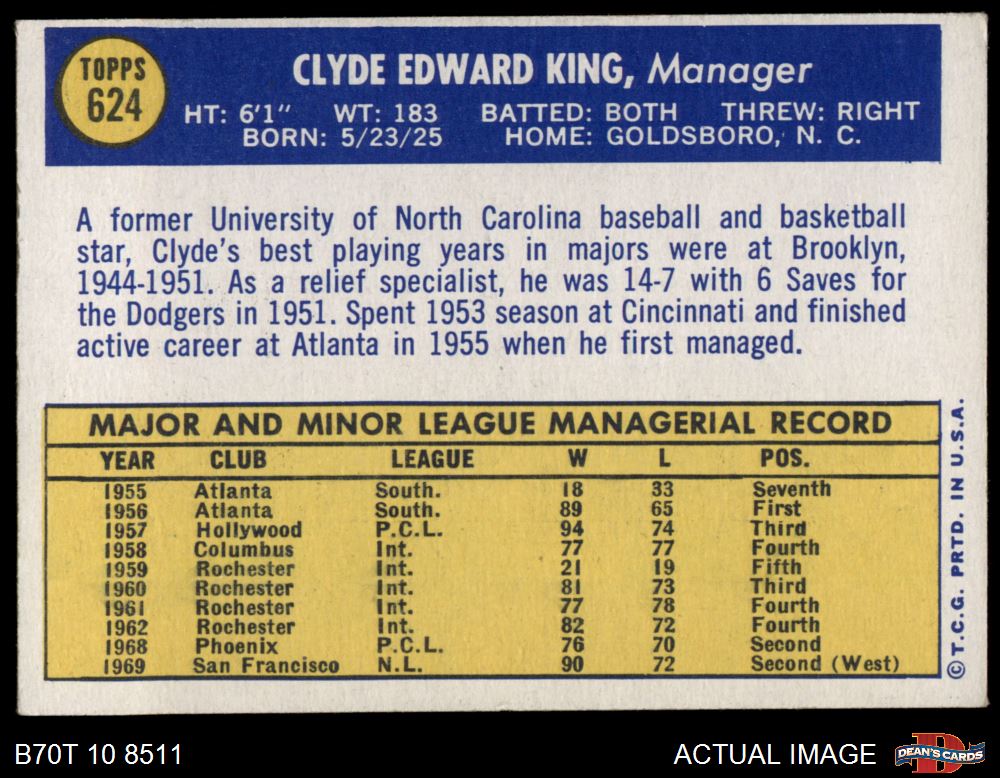 TOPPS
624
CLYDE EDWARD KING, Manager
HT: 6'1" WT: 183 BATTED: BOTH THREW: RIGHT
BORN: 5/23/25 HOME: GOLDSBORO, N. C.
A former University of North Carolina baseball and basketball
star, Clyde's best playing years in majors were at Brooklyn,
1944-1951. As a relief specialist, he was 14-7 with 6 Saves for
the Dodgers in 1951. Spent 1953 season at Cincinnati and finished
active career at Atlanta in 1955 when he first managed.
MAJOR AND MINOR LEAGUE MANAGERIAL RECORD
YEAR CLUB LEAGUE W L POS.
1955 Atlanta South. 18 33 Seventh
1956 Atlanta South. 89 65 First
1957 Hollywood P.C.L. 94 74 Third
1958 Columbus Int. 77 77 Fourth
1959 Rochester Int. 21 19 Fifth
1960 Rochester Int. 81 73 Third
1961 Rochester Int. 77 78 Fourth
1962 Rochester Int. 82 72 Fourth
1968 Phoenix P.C.L. 76 70 Second
1969 San Francisco N.L. 90 72 Second (West)
© T.C.G. PRTD. IN U.S.A.
B70T 10 8511
ACTUAL IMAGE
DEAN'S CARDS